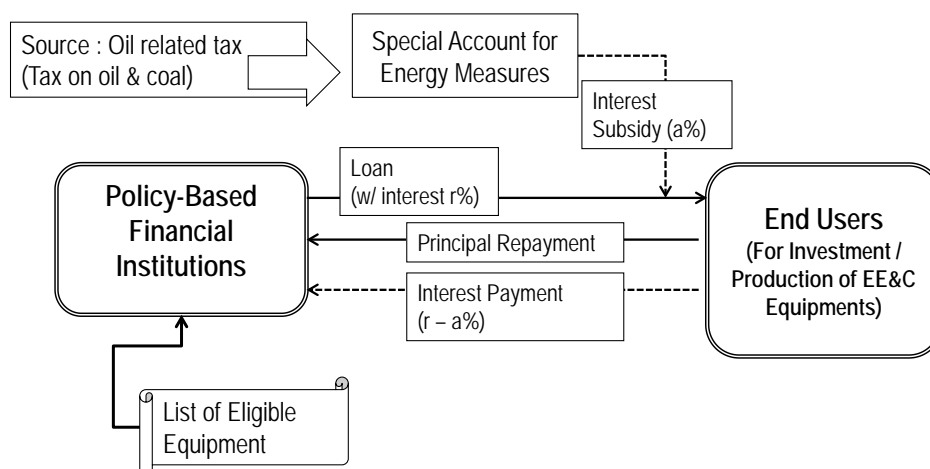 Source : Oil related tax
(Tax on oil & coal)
Special Account for
Energy Measures
Interest
Subsidy (a%)
Loan
(w/ interest r%)
Policy-Based
Financial
Institutions
Principal Repayment
Interest Payment
(r – a%)
End Users
(For Investment /
Production of EE&C
Equipments)
List of Eligible
Equipment